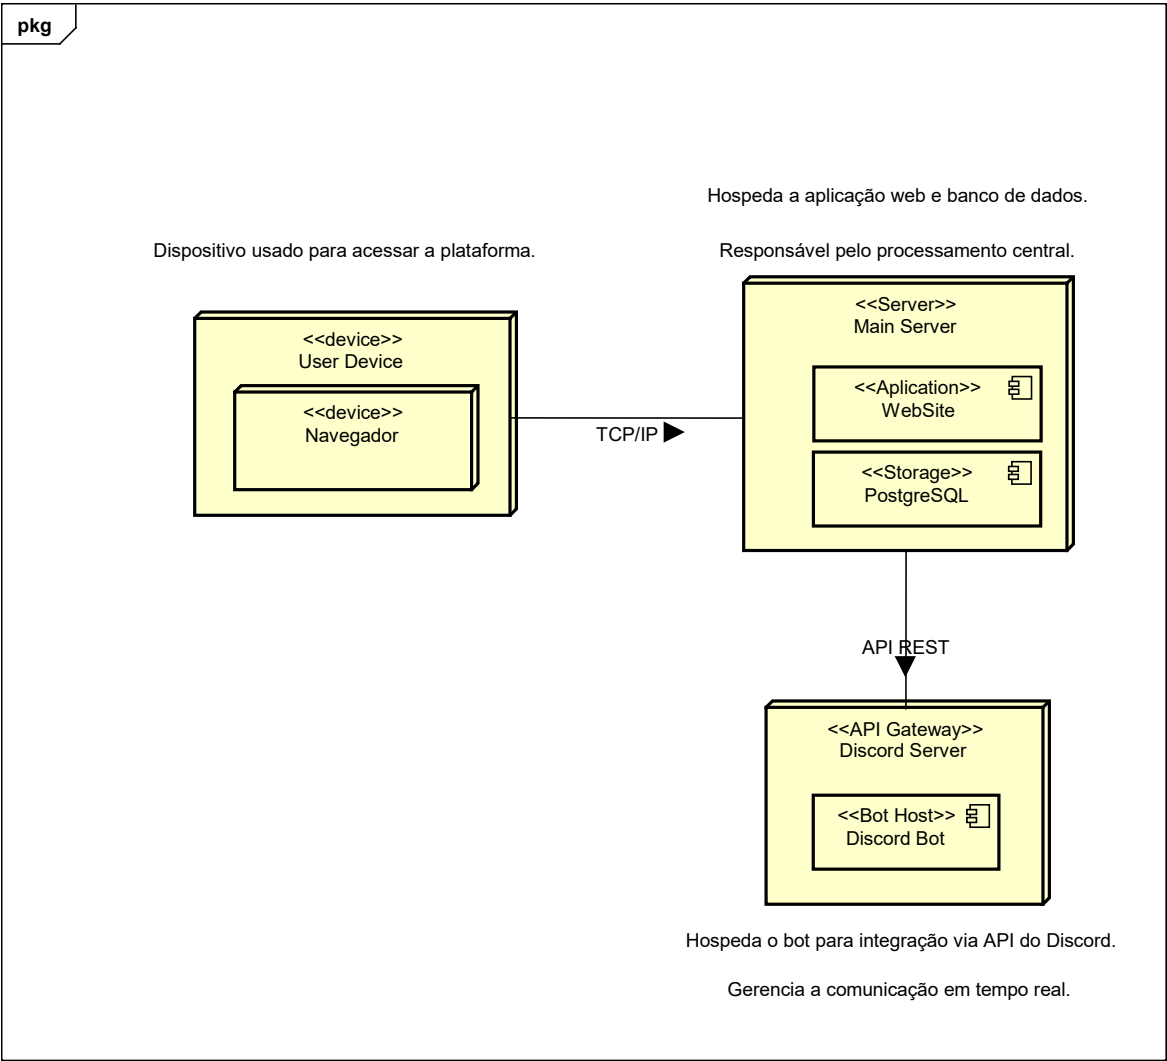 pkg
Hospeda a aplicação web e banco de dados.
Dispositivo usado para acessar a plataforma.
Responsável pelo processamento central.
<<device>>
User Device
<<device>>
Navegador
TCP/IP
<<Server>>
Main Server
<<Aplication>>
WebSite
<<Storage>>
PostgreSQL
API REST
<<API Gateway>>
Discord Server
<<Bot Host>>
Discord Bot
Hospeda o bot para integração via API do Discord.
Gerencia a comunicação em tempo real.